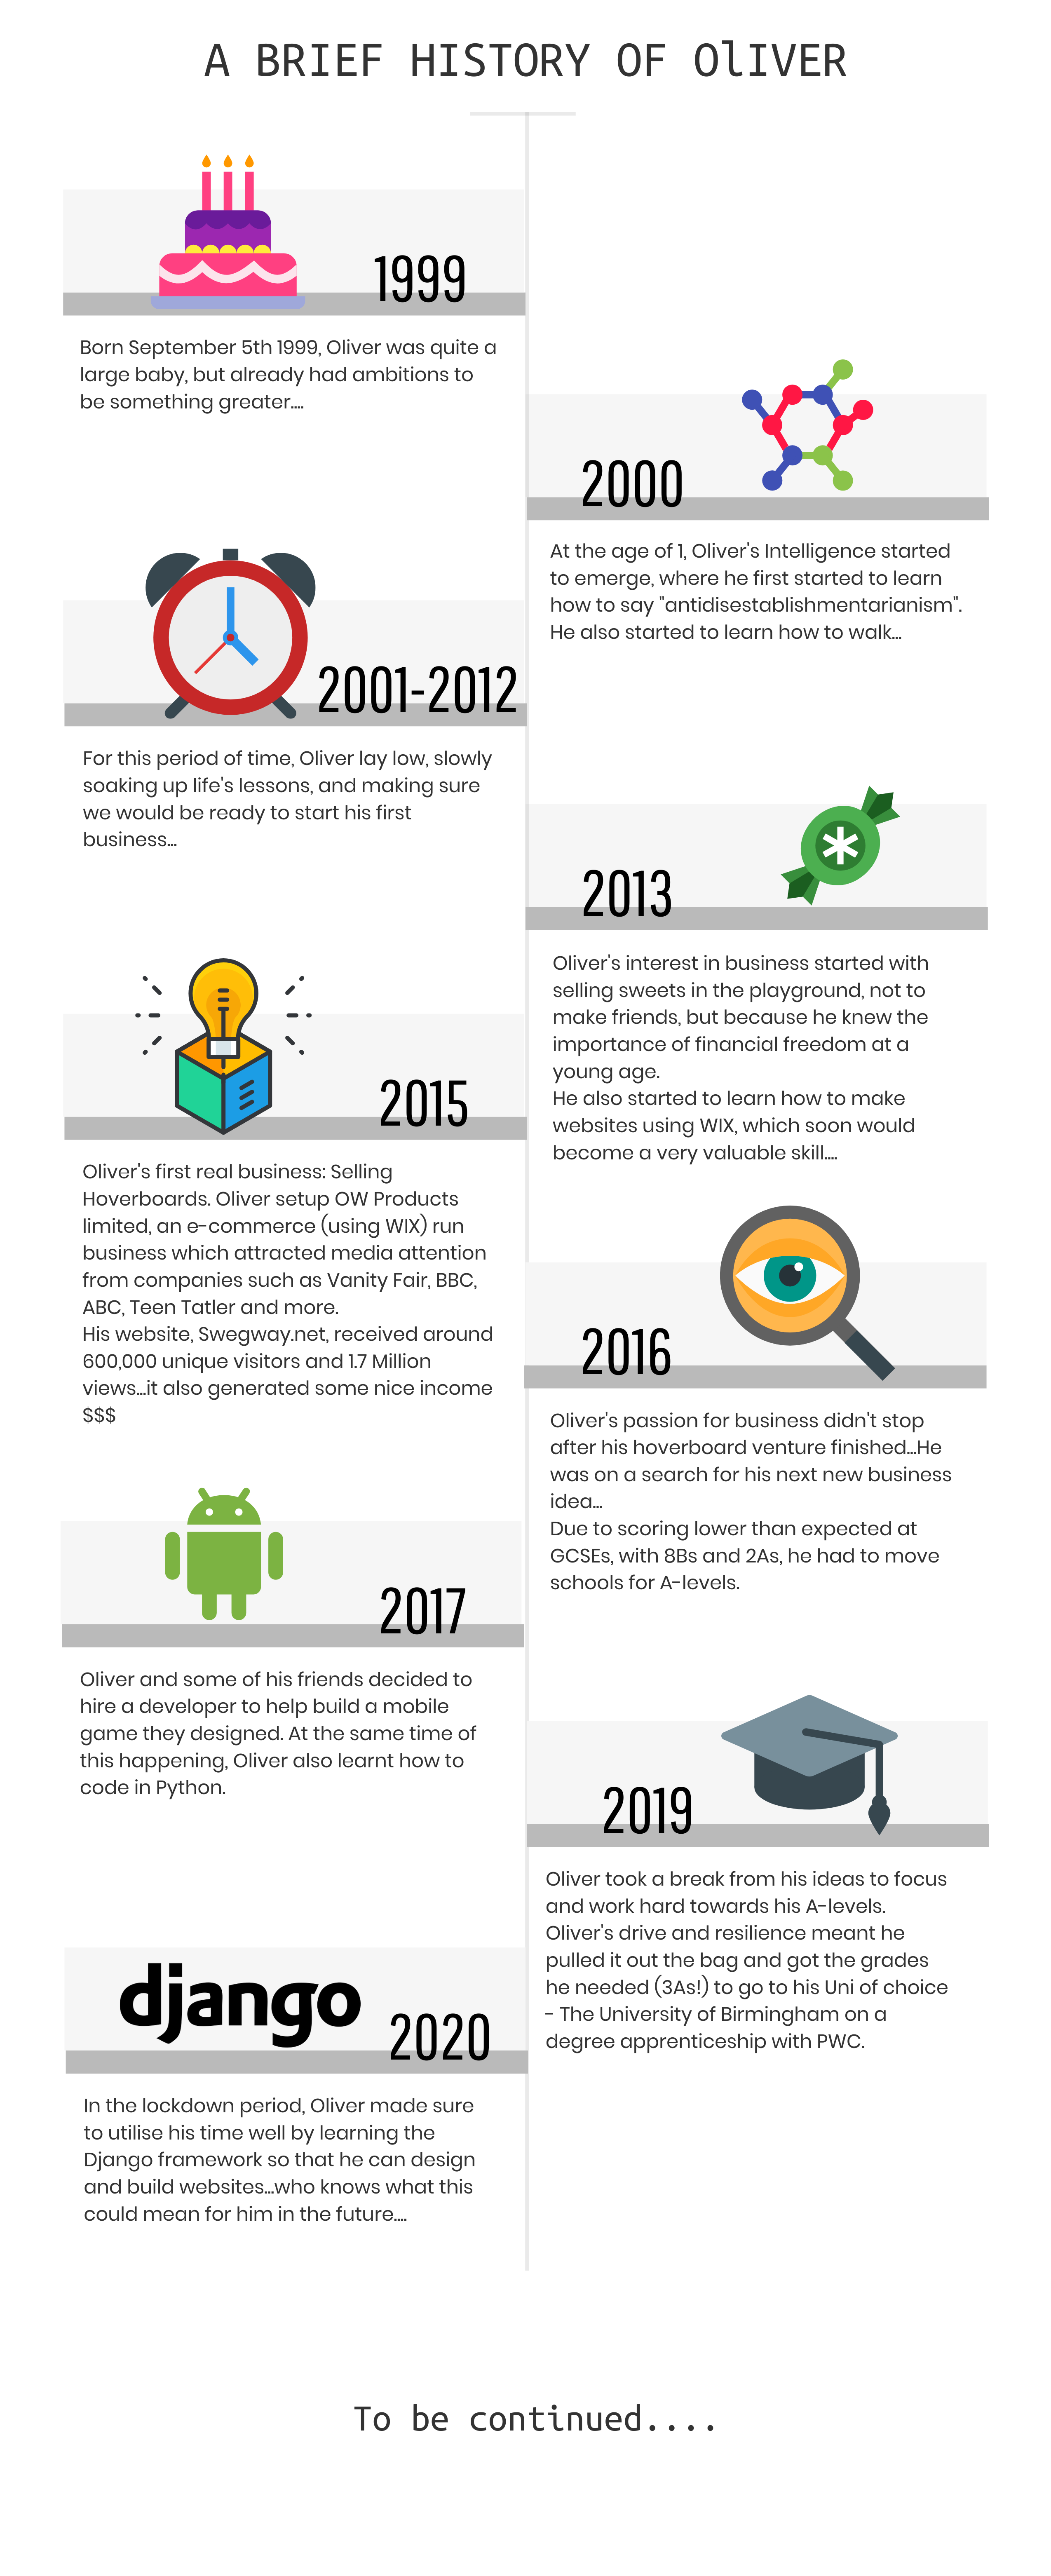 A BRIEF HISTORY OF OlIVER
1999
Born September 5th 1999, Oliver was quite a
large baby, but already had ambitions to
be something greater....
2000
At the age of 1, Oliver's Intelligence started
to emerge, where he first started to learn
how to say "antidisestablishmentarianism".
He also started to learn how to walk...
2001-2012
For this period of time, Oliver lay low, slowly
soaking up life's lessons, and making sure
we would be ready to start his first
business...
2013
Oliver's interest in business started with
selling sweets in the playground, not to
make friends, but because he knew the
importance of financial freedom at a
young age.
He also started to learn how to make
websites using WIX, which soon would
become a very valuable skill....
2015
Oliver's first real business: Selling
Hoverboards. Oliver setup OW Products
limited, an e-commerce (using WIX) run
business which attracted media attention
from companies such as Vanity Fair, BBC,
ABC, Teen Tatler and more.
His website, Swegway.net, received around
600,000 unique visitors and 1.7 Million
views...it also generated some nice income
$$$
2016
Oliver's passion for business didn't stop
after his hoverboard venture finished...He
was on a search for his next new business
idea...
Due to scoring lower than expected at
GCSEs, with 8Bs and 2As, he had to move
schools for A-levels.
2017
Oliver and some of his friends decided to
hire a developer to help build a mobile
game they designed. At the same time of
this happening, Oliver also learnt how to
code in Python.
2019
Oliver took a break from his ideas to focus
and work hard towards his A-levels.
Oliver's drive and resilience meant he
pulled it out the bag and got the grades
he needed (3As!) to go to his Uni of choice
- The University of Birmingham on a
degree apprenticeship with PWC.
django
2020
In the lockdown period, Oliver made sure
to utilise his time well by learning the
Django framework so that he can design
and build websites...who knows what this
could mean for him in the future....
To be continued....